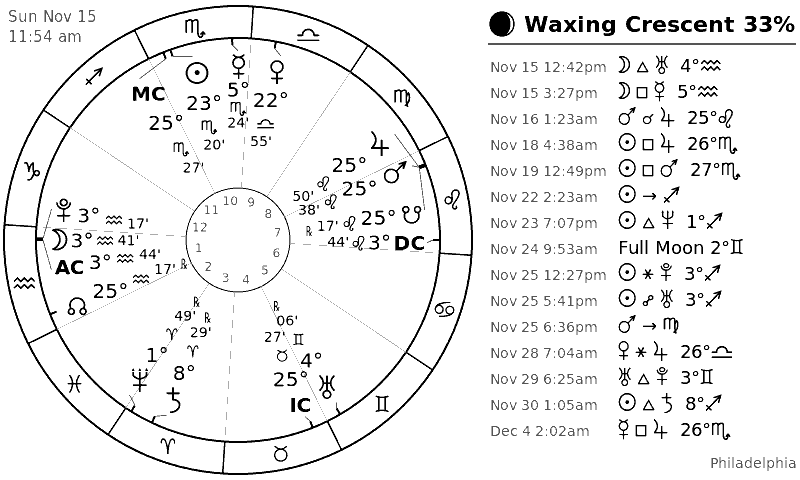 Sun Nov 15
11:54 am
Waxing Crescent 33%
Nov 15 12:42pm ☽ △ ♅ 4°♒
Nov 15 3:27pm ☽ □ ☿ 5°♒
Nov 16 1:23am ♂ ☌ ♃ 25°♌
Nov 18 4:38am ☉ □ ♃ 26°♏
Nov 19 12:49pm ☉ □ ♂ 27°♏
Nov 22 2:23am ☉ → ♐
Nov 23 7:07pm ☉ △ ♆ 1°♐
Nov 24 9:53am Full Moon 2°♊
Nov 25 12:27pm ☉ ⚹ ♇ 3°♐
Nov 25 5:41pm ☉ ☍ ♅ 3°♐
Nov 25 6:36pm ♂ → ♍
Nov 28 7:04am ♀ ⚹ ♃ 26°♎
Nov 29 6:25am ♅ △ ♇ 3°♊
Nov 30 1:05am ☉ △ ♄ 8°♐
Dec 4 2:02am ☿ □ ♃ 26°♏
Philadelphia
MC 25° ♏ 27'
☉ 23° ♏ 20'
☿ 5° ♏ 24'
♀ 22° ♎ 55'
♃ 25° ♌ 50'
♂ 25° ♌ 38'
☋ 25° ♌ 17' ℞
DC 3° ♌ 44'
♇ 3° ♒ 17'
☽ 3° ♒ 41'
AC 3° ♒ 44'
☊ 25° ♒ 17' ℞
♆ 1° ♈ 49' ℞
♄ 8° ♈ 29' ℞
IC 25° ♉ 27'
♅ 4° ♊ 06' ℞
♈
♉
♊
♋
♌
♍
♎
♏
♐
♑
♒
♓
1
2
3
4
5
6
7
8
9
10
11
12